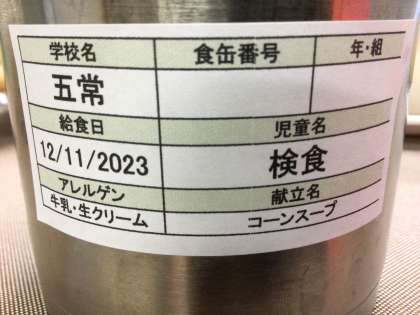 学校名 食缶番号 年・組
五常
給食日 児童名
12/11/2023 検食
アレルゲン 献立名
牛乳・生クリーム コーンスープ